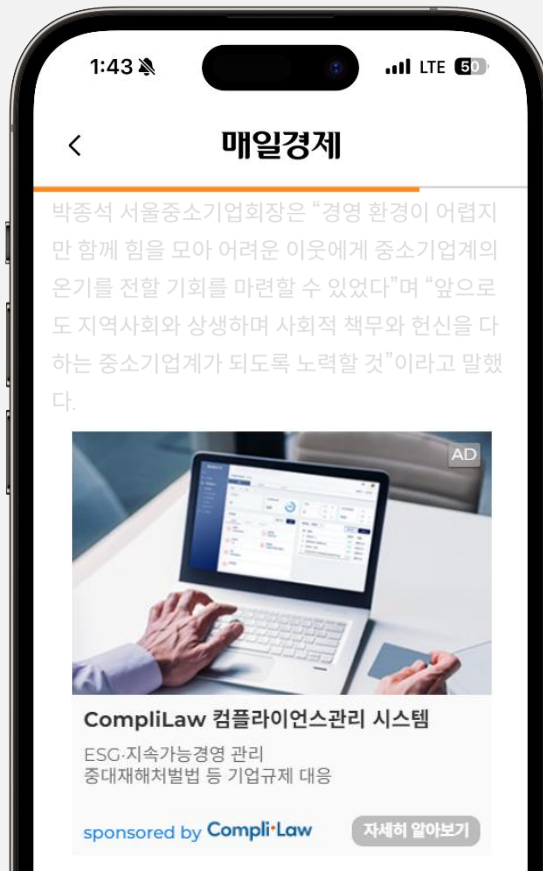 1:43
LTE 50
매일경제
박종석 서울중소기업회장은 “경영 환경이 어렵지
만 함께 힘을 모아 어려운 이웃에게 중소기업계의
온기를 전할 기회를 마련할 수 있었다”며 “앞으로
도 지역사회와 상생하며 사회적 책무와 헌신을 다
하는 중소기업계가 되도록 노력할 것”이라고 말했
다.
AD
CompliLaw 컴플라이언스관리 시스템
ESG·지속가능경영 관리
중대재해처벌법 등 기업규제 대응
sponsored by Compli·Law
자세히 알아보기